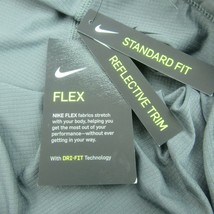 FLEX
NIKE FLEX fabrics stretch
with your body, helping you
get the most out of your
performance—without ever
getting in your way.
With DRI-FIT Technology
STANDARD FIT
REFLECTIVE TRIM